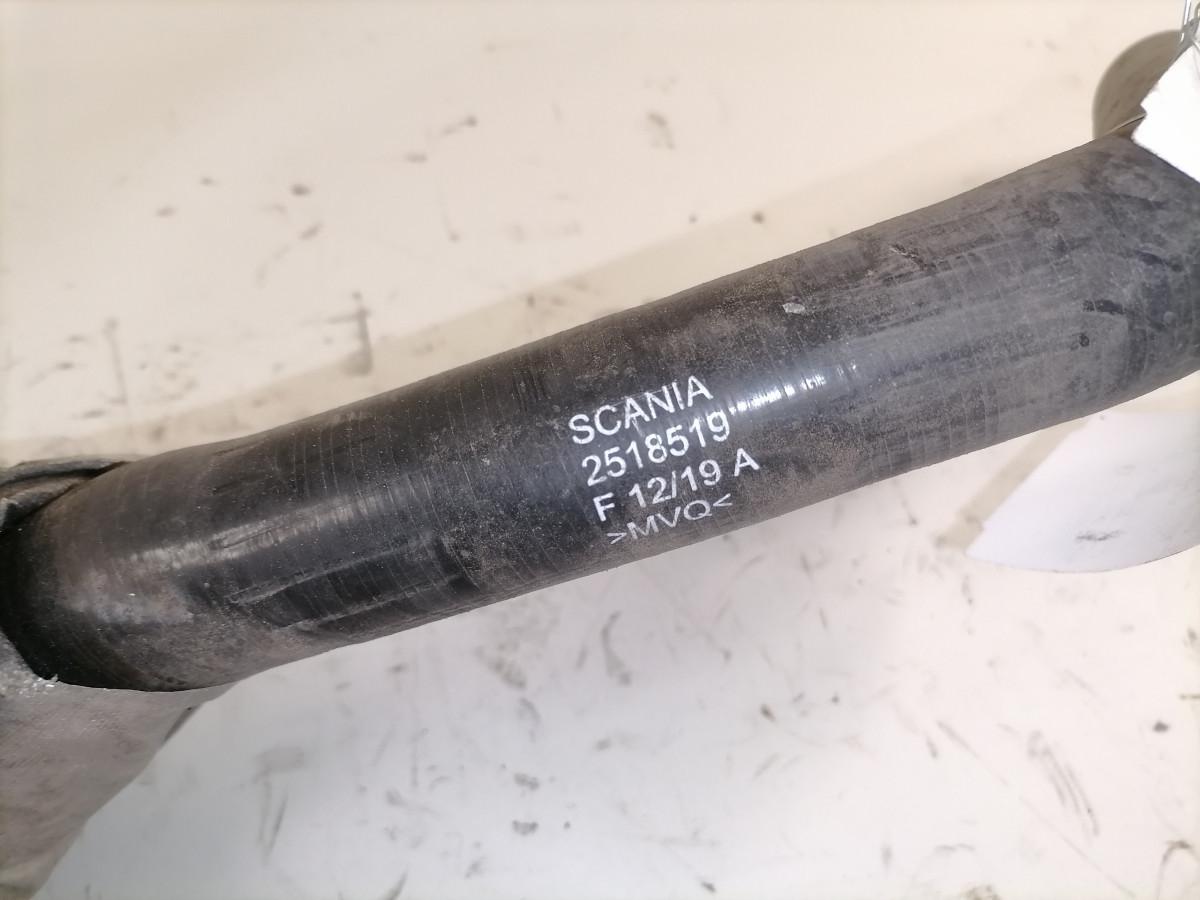 SCANIA
2518519
F 12/19 A
>MVQ<